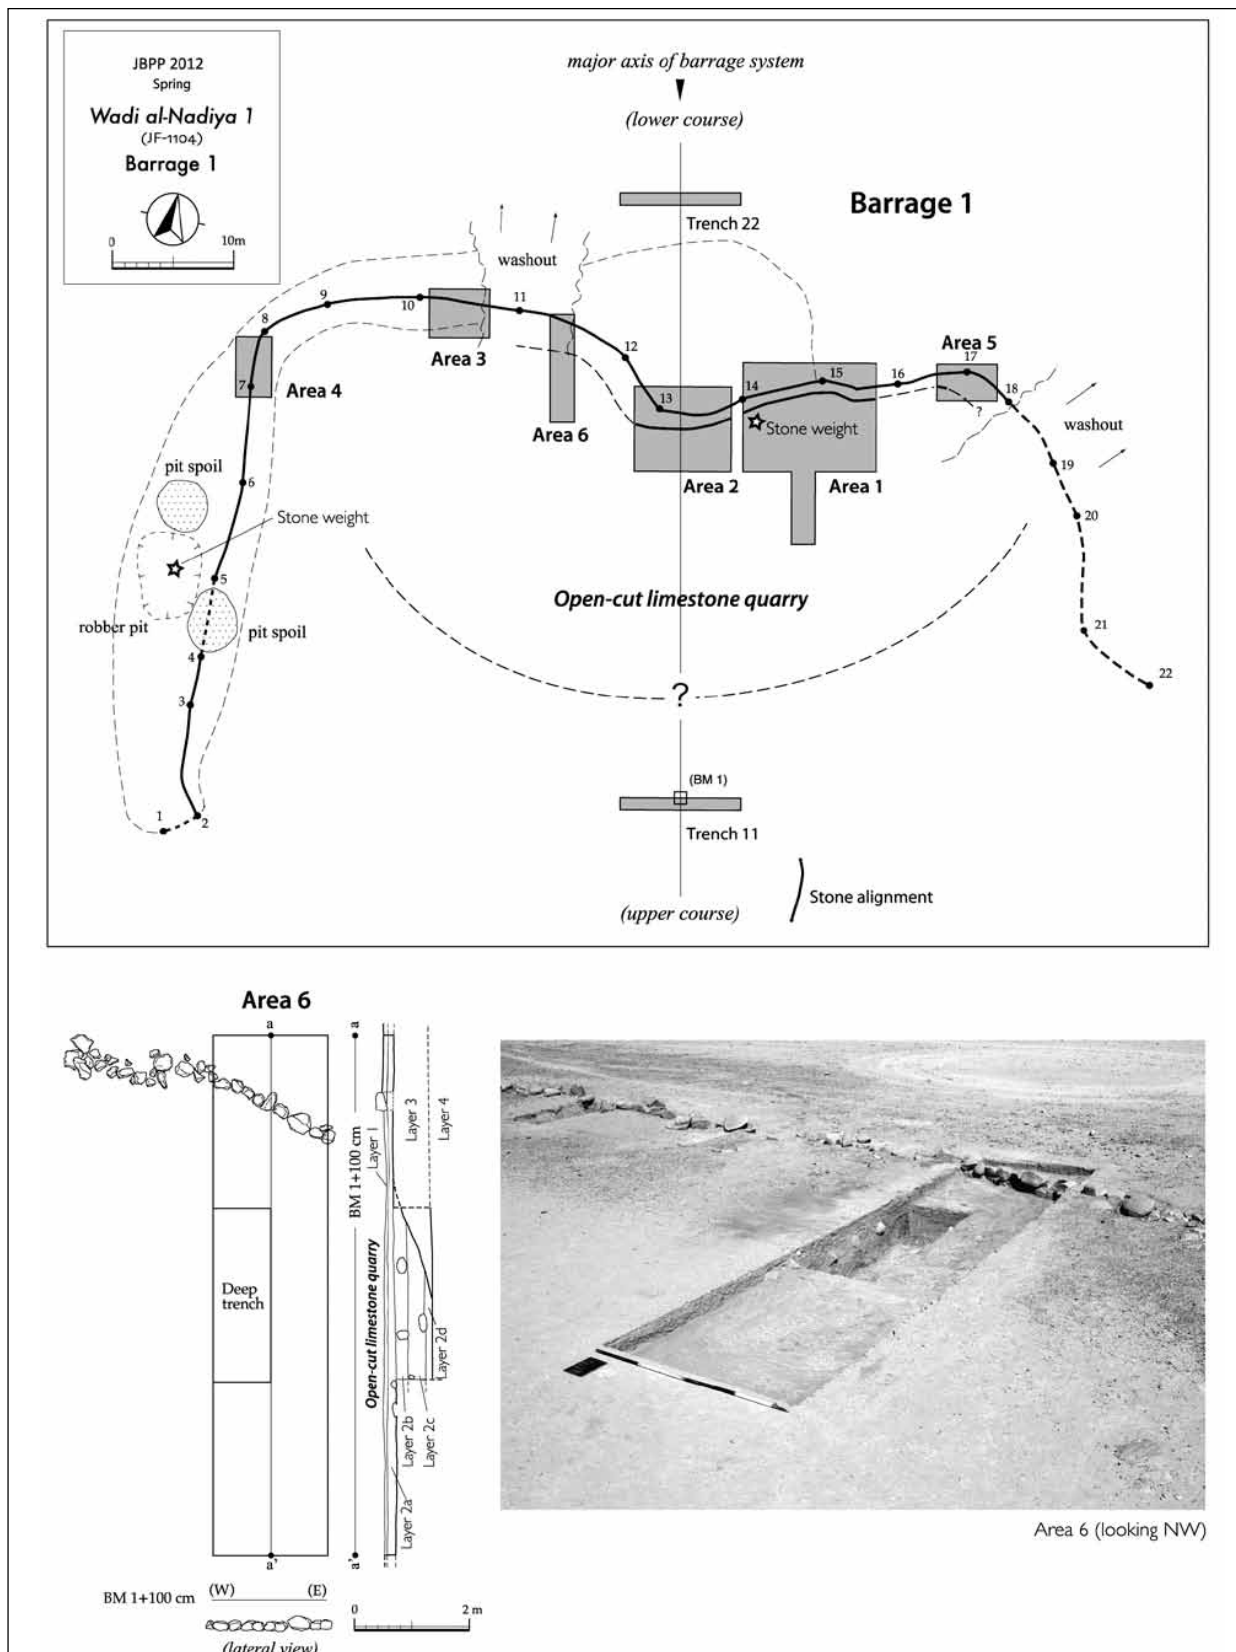 JBPP 2012
Spring
Wadi al-Nadiya 1
(JF-1104)
Barrage 1
0 10m
major axis of barrage system
(lower course)
Barrage 1
Trench 22
washout
11
9
10
8
Area 3
12
Area 5
17
15
16
14
18
7
Area 4
13
Area 6
Stone weight
washout
Area 2
Area 1
19
pit spoil
6
Stone weight
20
5
Open-cut limestone quarry
robber pit
pit spoil
21
4
?
?
22
3
(BM 1)
1
2
Trench 11
Stone alignment
(upper course)
Area 6
a
a
Layer 1
Layer 3
Layer 4
BM 1+100 cm
Open-cut limestone quarry
Deep
trench
Layer 2d
Layer 2b
Layer 2c
Layer 2a
a'
a'
Area 6 (looking NW)
BM 1+100 cm
(W) (E)
0 2 m
(lateral view)